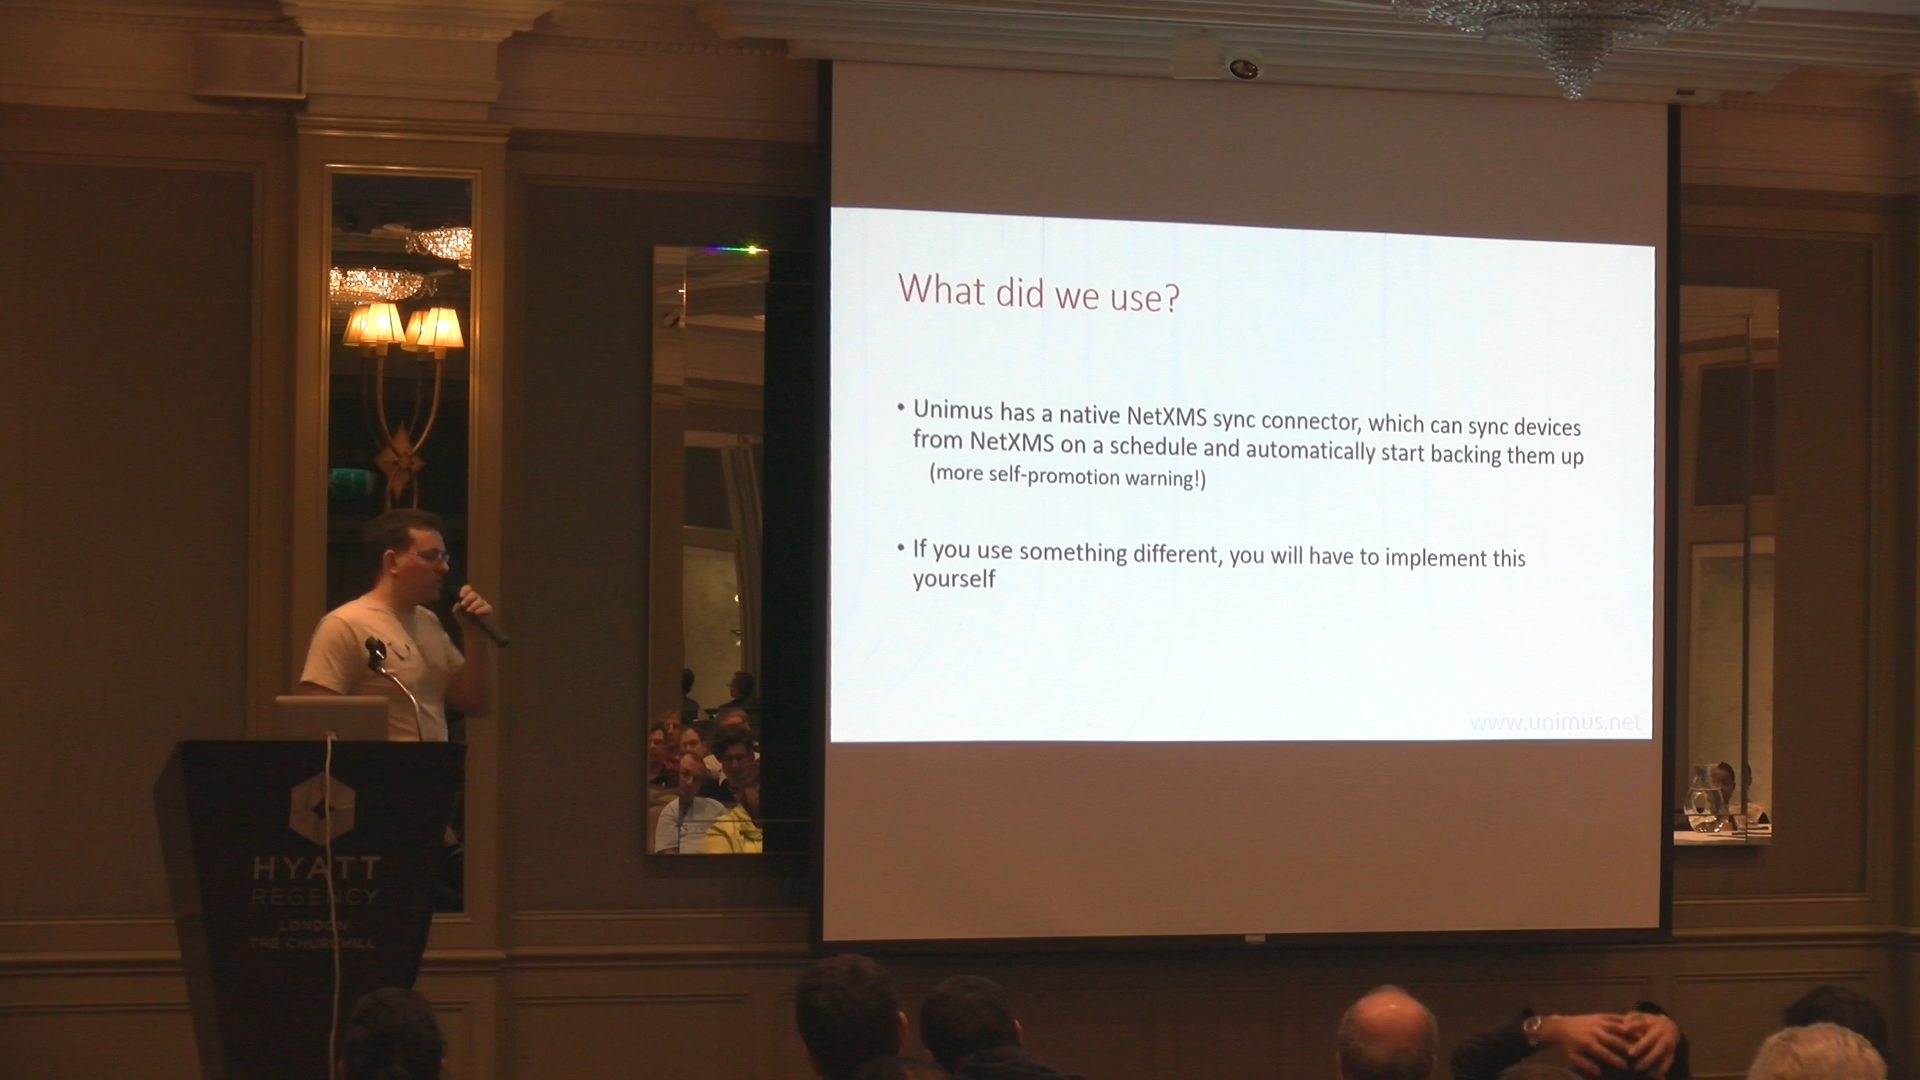 What did we use?
• Unimus has a native NetXMS sync connector, which can sync devices
from NetXMS on a schedule and automatically start backing them up
(more self-promotion warning!)
• If you use something different, you will have to implement this
yourself
www.unimus.net
HYATT
REGENCY
LONDON
THE CHURCHILL